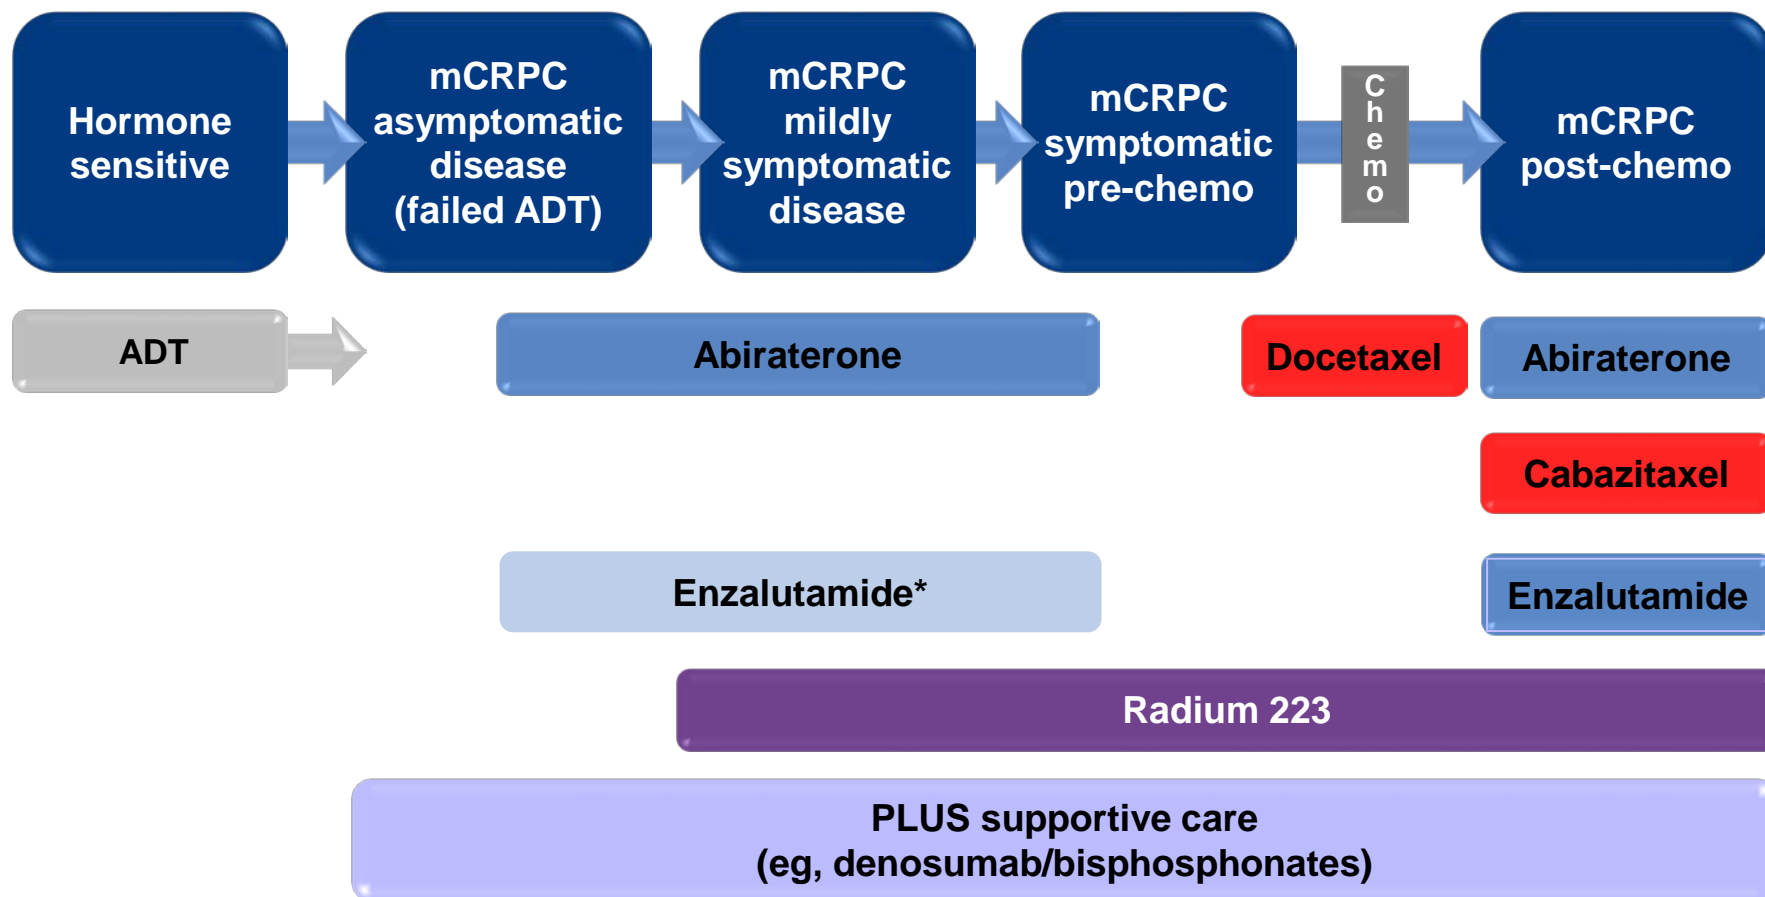 Hormone
sensitive
mCRPC
asymptomatic
disease
(failed ADT)
mCRPC
mildly
symptomatic
disease
mCRPC
symptomatic
pre-chemo
Chemo
mCRPC
post-chemo
ADT
Abiraterone
Docetaxel
Abiraterone
Cabazitaxel
Enzalutamide*
Enzalutamide
Radium 223
PLUS supportive care
(eg, denosumab/bisphosphonates)